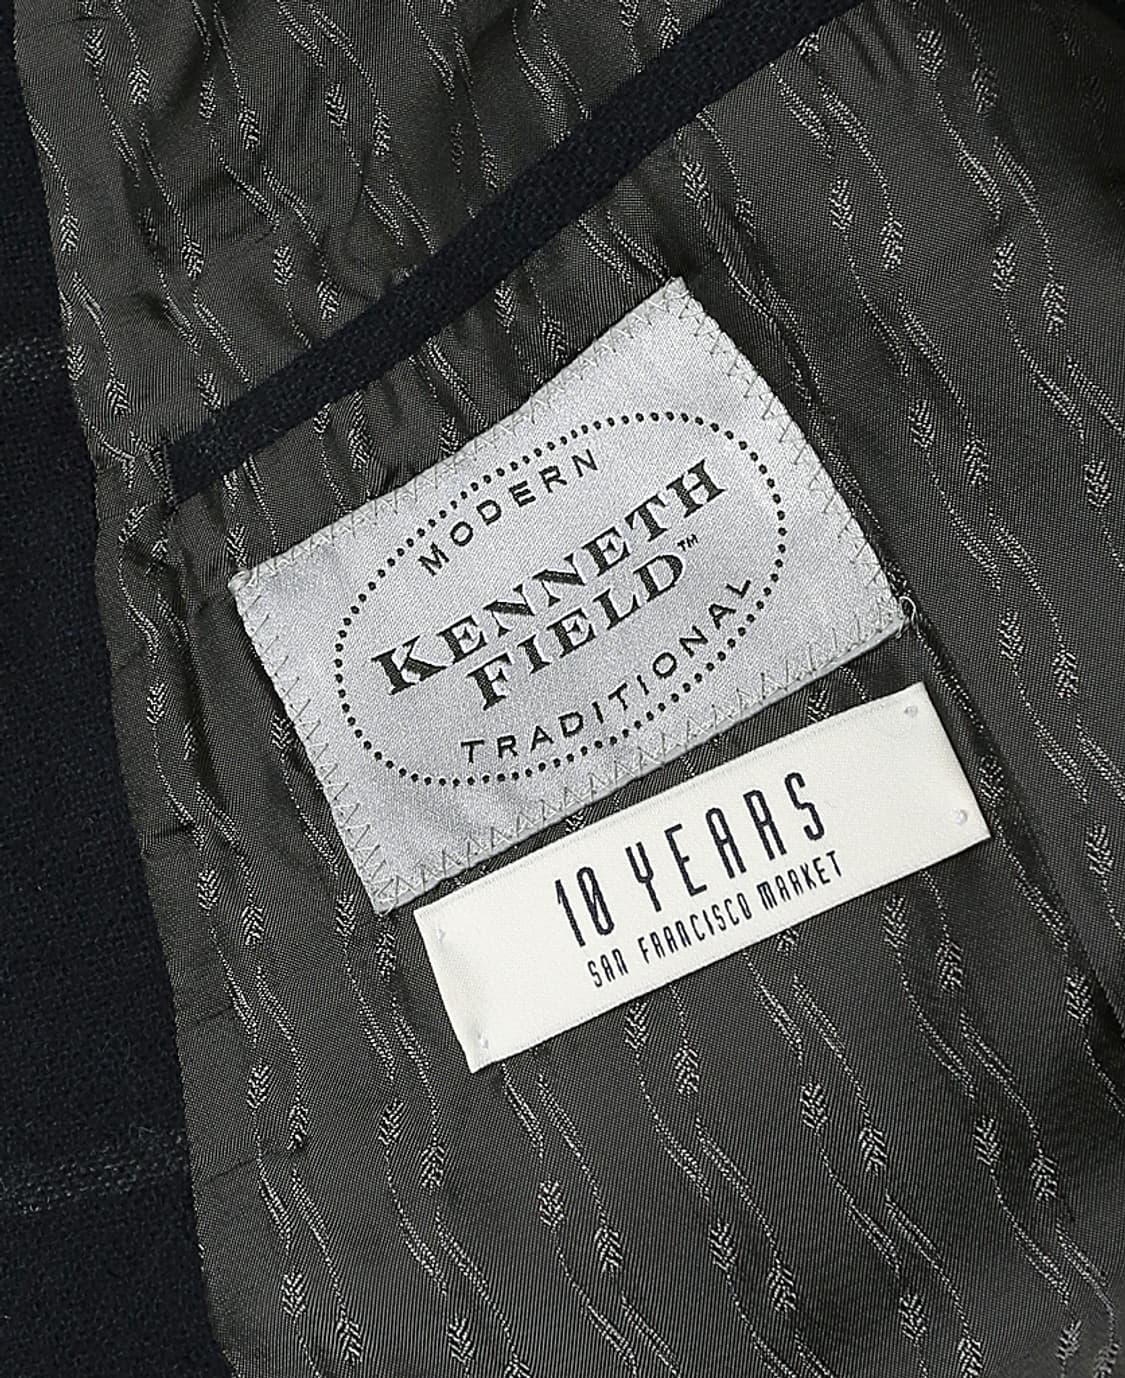 MODERN
KENNETH
FIELD™
TRADITIONAL
10 YEARS
SAN FRANCISCO MARKET